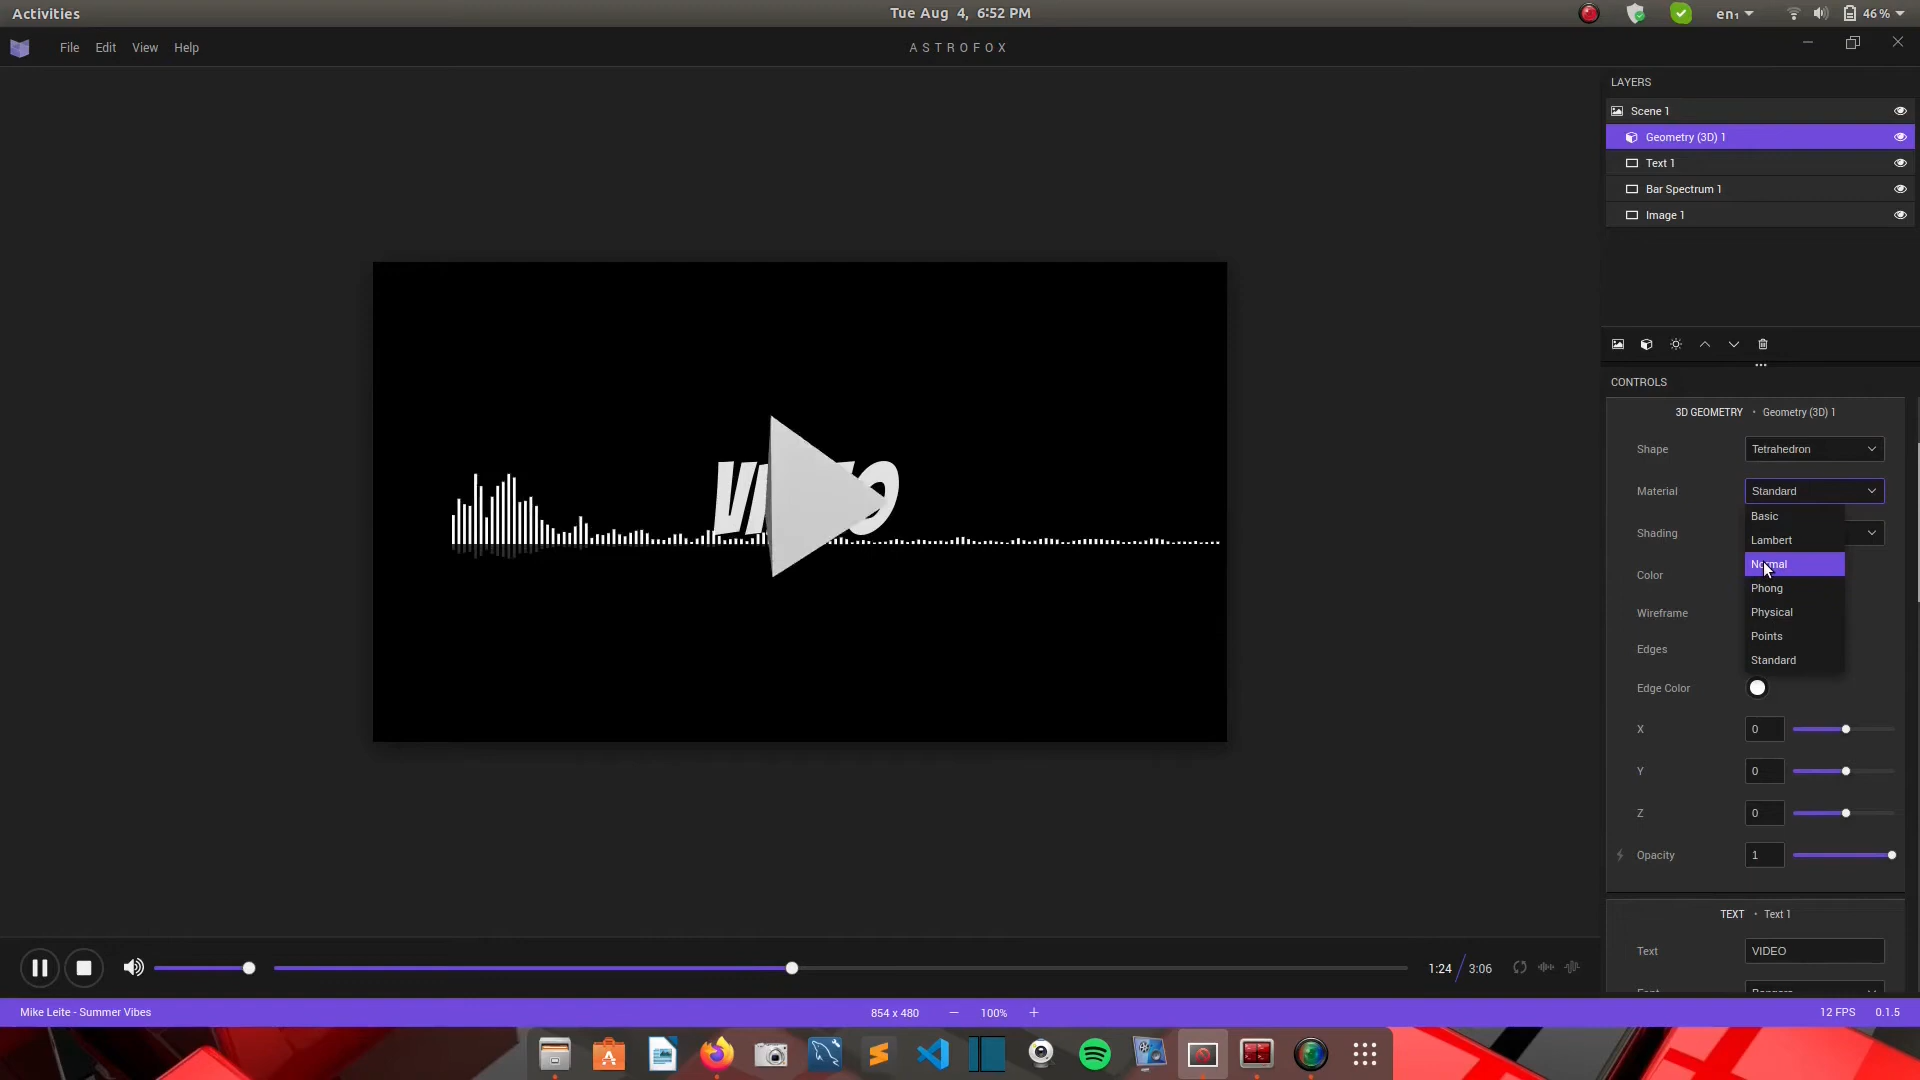 Activities
Tue Aug 4, 6:52 PM
en₁
46 %
File
Edit
View
Help
ASTROFOX
LAYERS
Scene 1
Geometry (3D) 1
Text 1
Bar Spectrum 1
Image 1
CONTROLS
3D GEOMETRY • Geometry (3D) 1
Shape
Tetrahedron
Material
Standard
Basic
Lambert
Normal
Phong
Physical
Points
Standard
Shading
Color
Wireframe
Edges
Edge Color
X
0
Y
0
Z
0
Opacity
1
TEXT • Text 1
Text
VIDEO
1:24 / 3:06
Mike Leite - Summer Vibes
854 x 480
100%
12 FPS
0.1.5